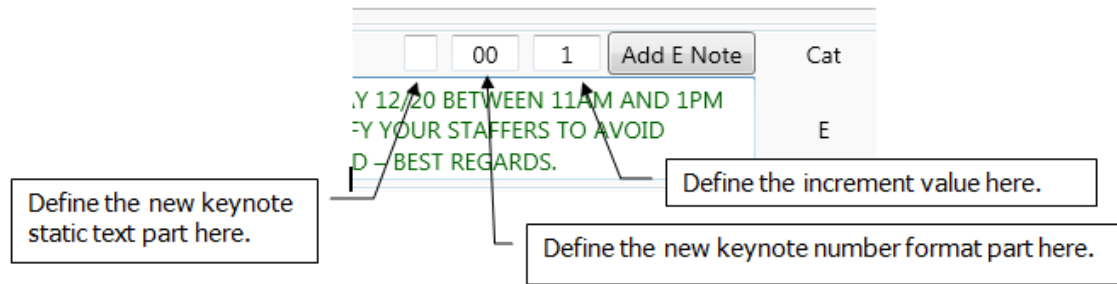 00 1 Add E Note Cat
Y 12/20 BETWEEN 11AM AND 1PM
FY YOUR STAFFERS TO AVOID E
D – BEST REGARDS.
Define the increment value here.
Define the new keynote
static text part here.
Define the new keynote number format part here.